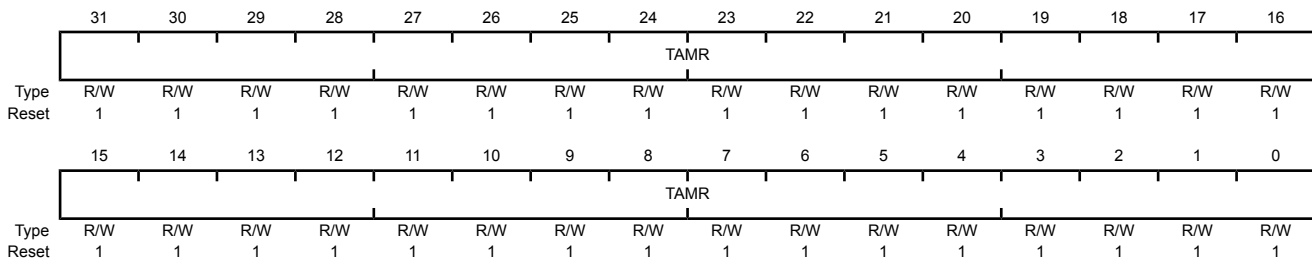 31 30 29 28 27 26 25 24 23 22 21 20 19 18 17 16
TAMR
Type R/W R/W R/W R/W R/W R/W R/W R/W R/W R/W R/W R/W R/W R/W R/W R/W
Reset 1 1 1 1 1 1 1 1 1 1 1 1 1 1 1 1
15 14 13 12 11 10 9 8 7 6 5 4 3 2 1 0
TAMR
Type R/W R/W R/W R/W R/W R/W R/W R/W R/W R/W R/W R/W R/W R/W R/W R/W
Reset 1 1 1 1 1 1 1 1 1 1 1 1 1 1 1 1